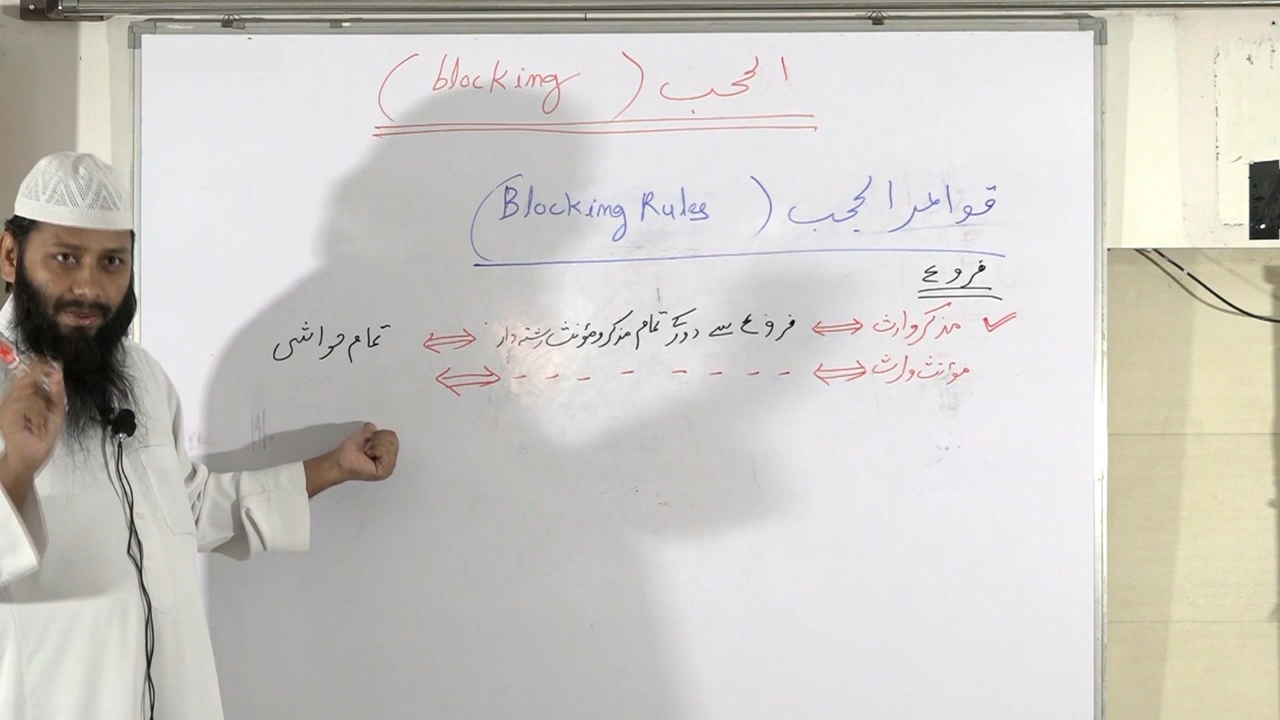 الحجب (blocking)
قواعد الحجب (Blocking Rules)
فروع
مذکر وارث ⇔ فروع سے دور کے تمام مذکر ومؤنث رشتہ دار ⇔ تمام حواشی
مؤنث وارث ⇔ - - - - - - - - ⇔